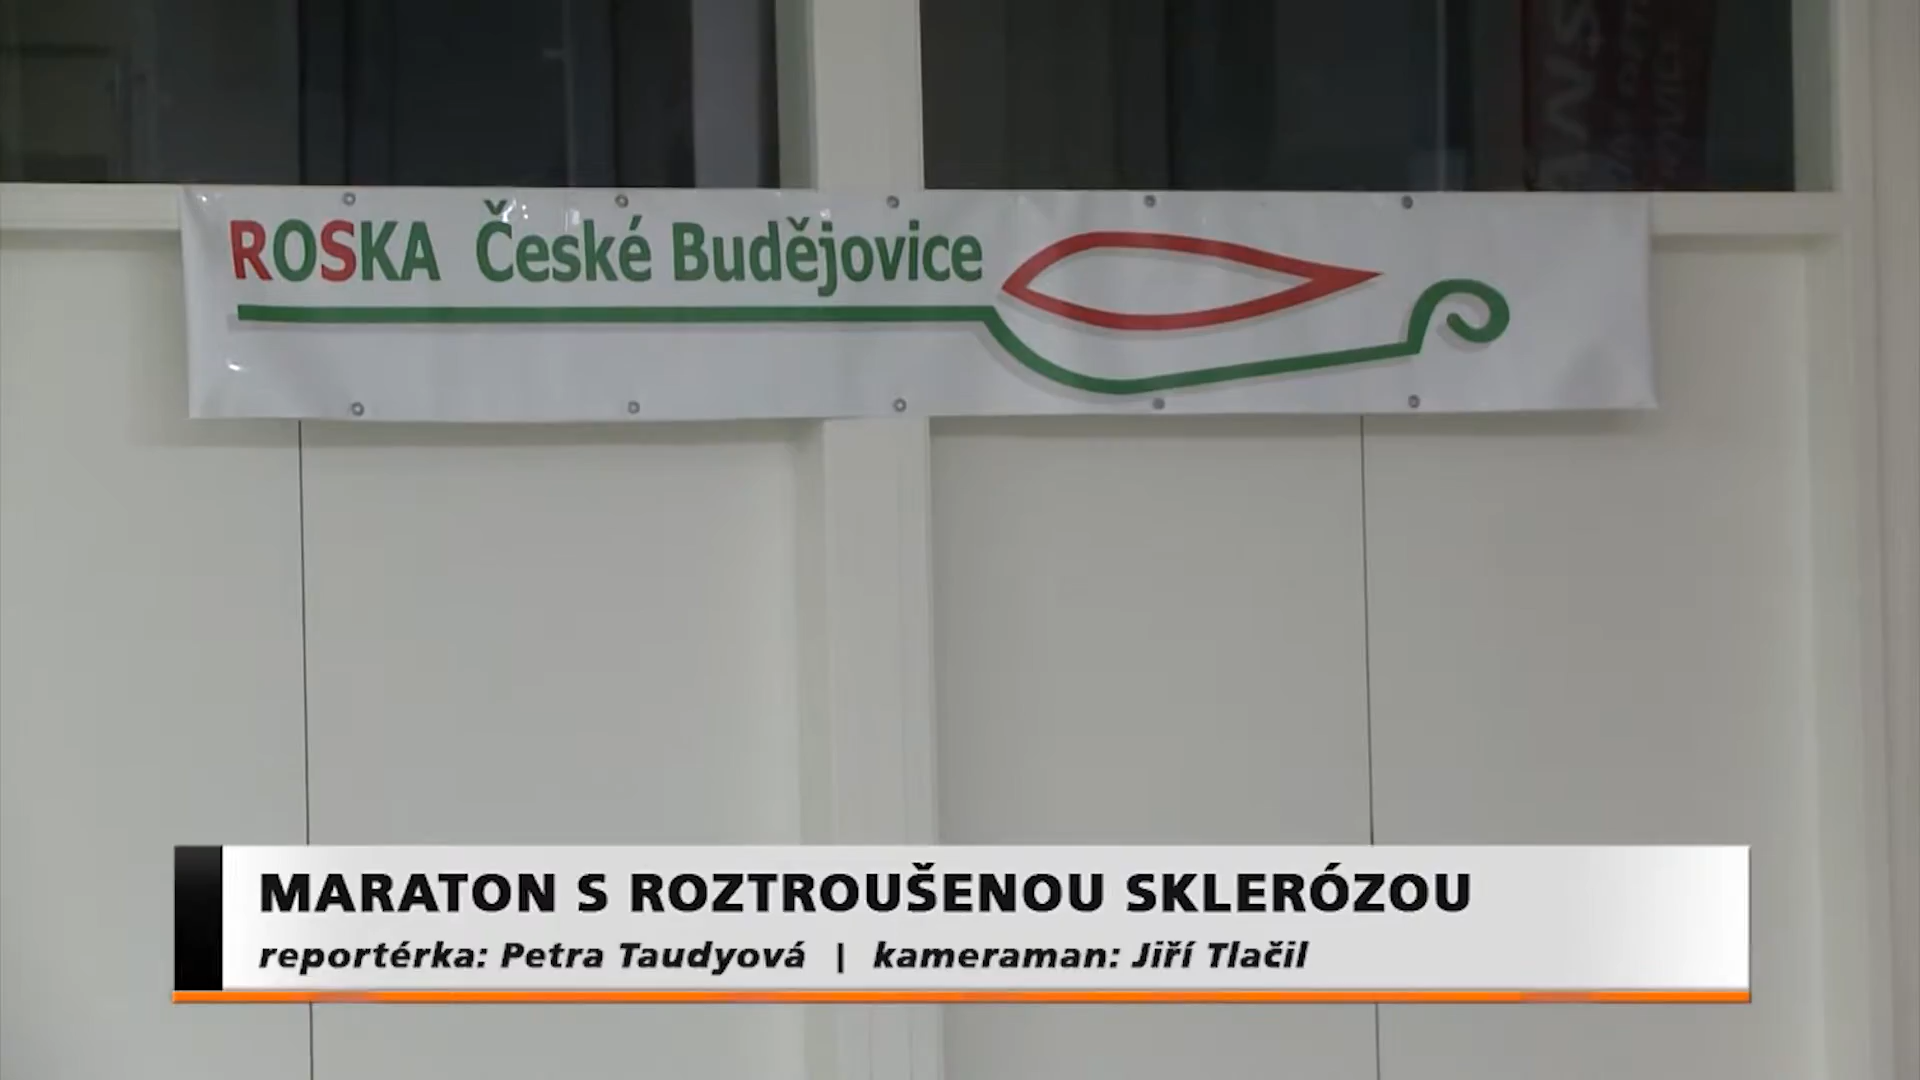 ROSKA České Budějovice
MARATON S ROZTROUŠENOU SKLERÓZOU
reportérka: Petra Taudyová | kameraman: Jiří Tlačil